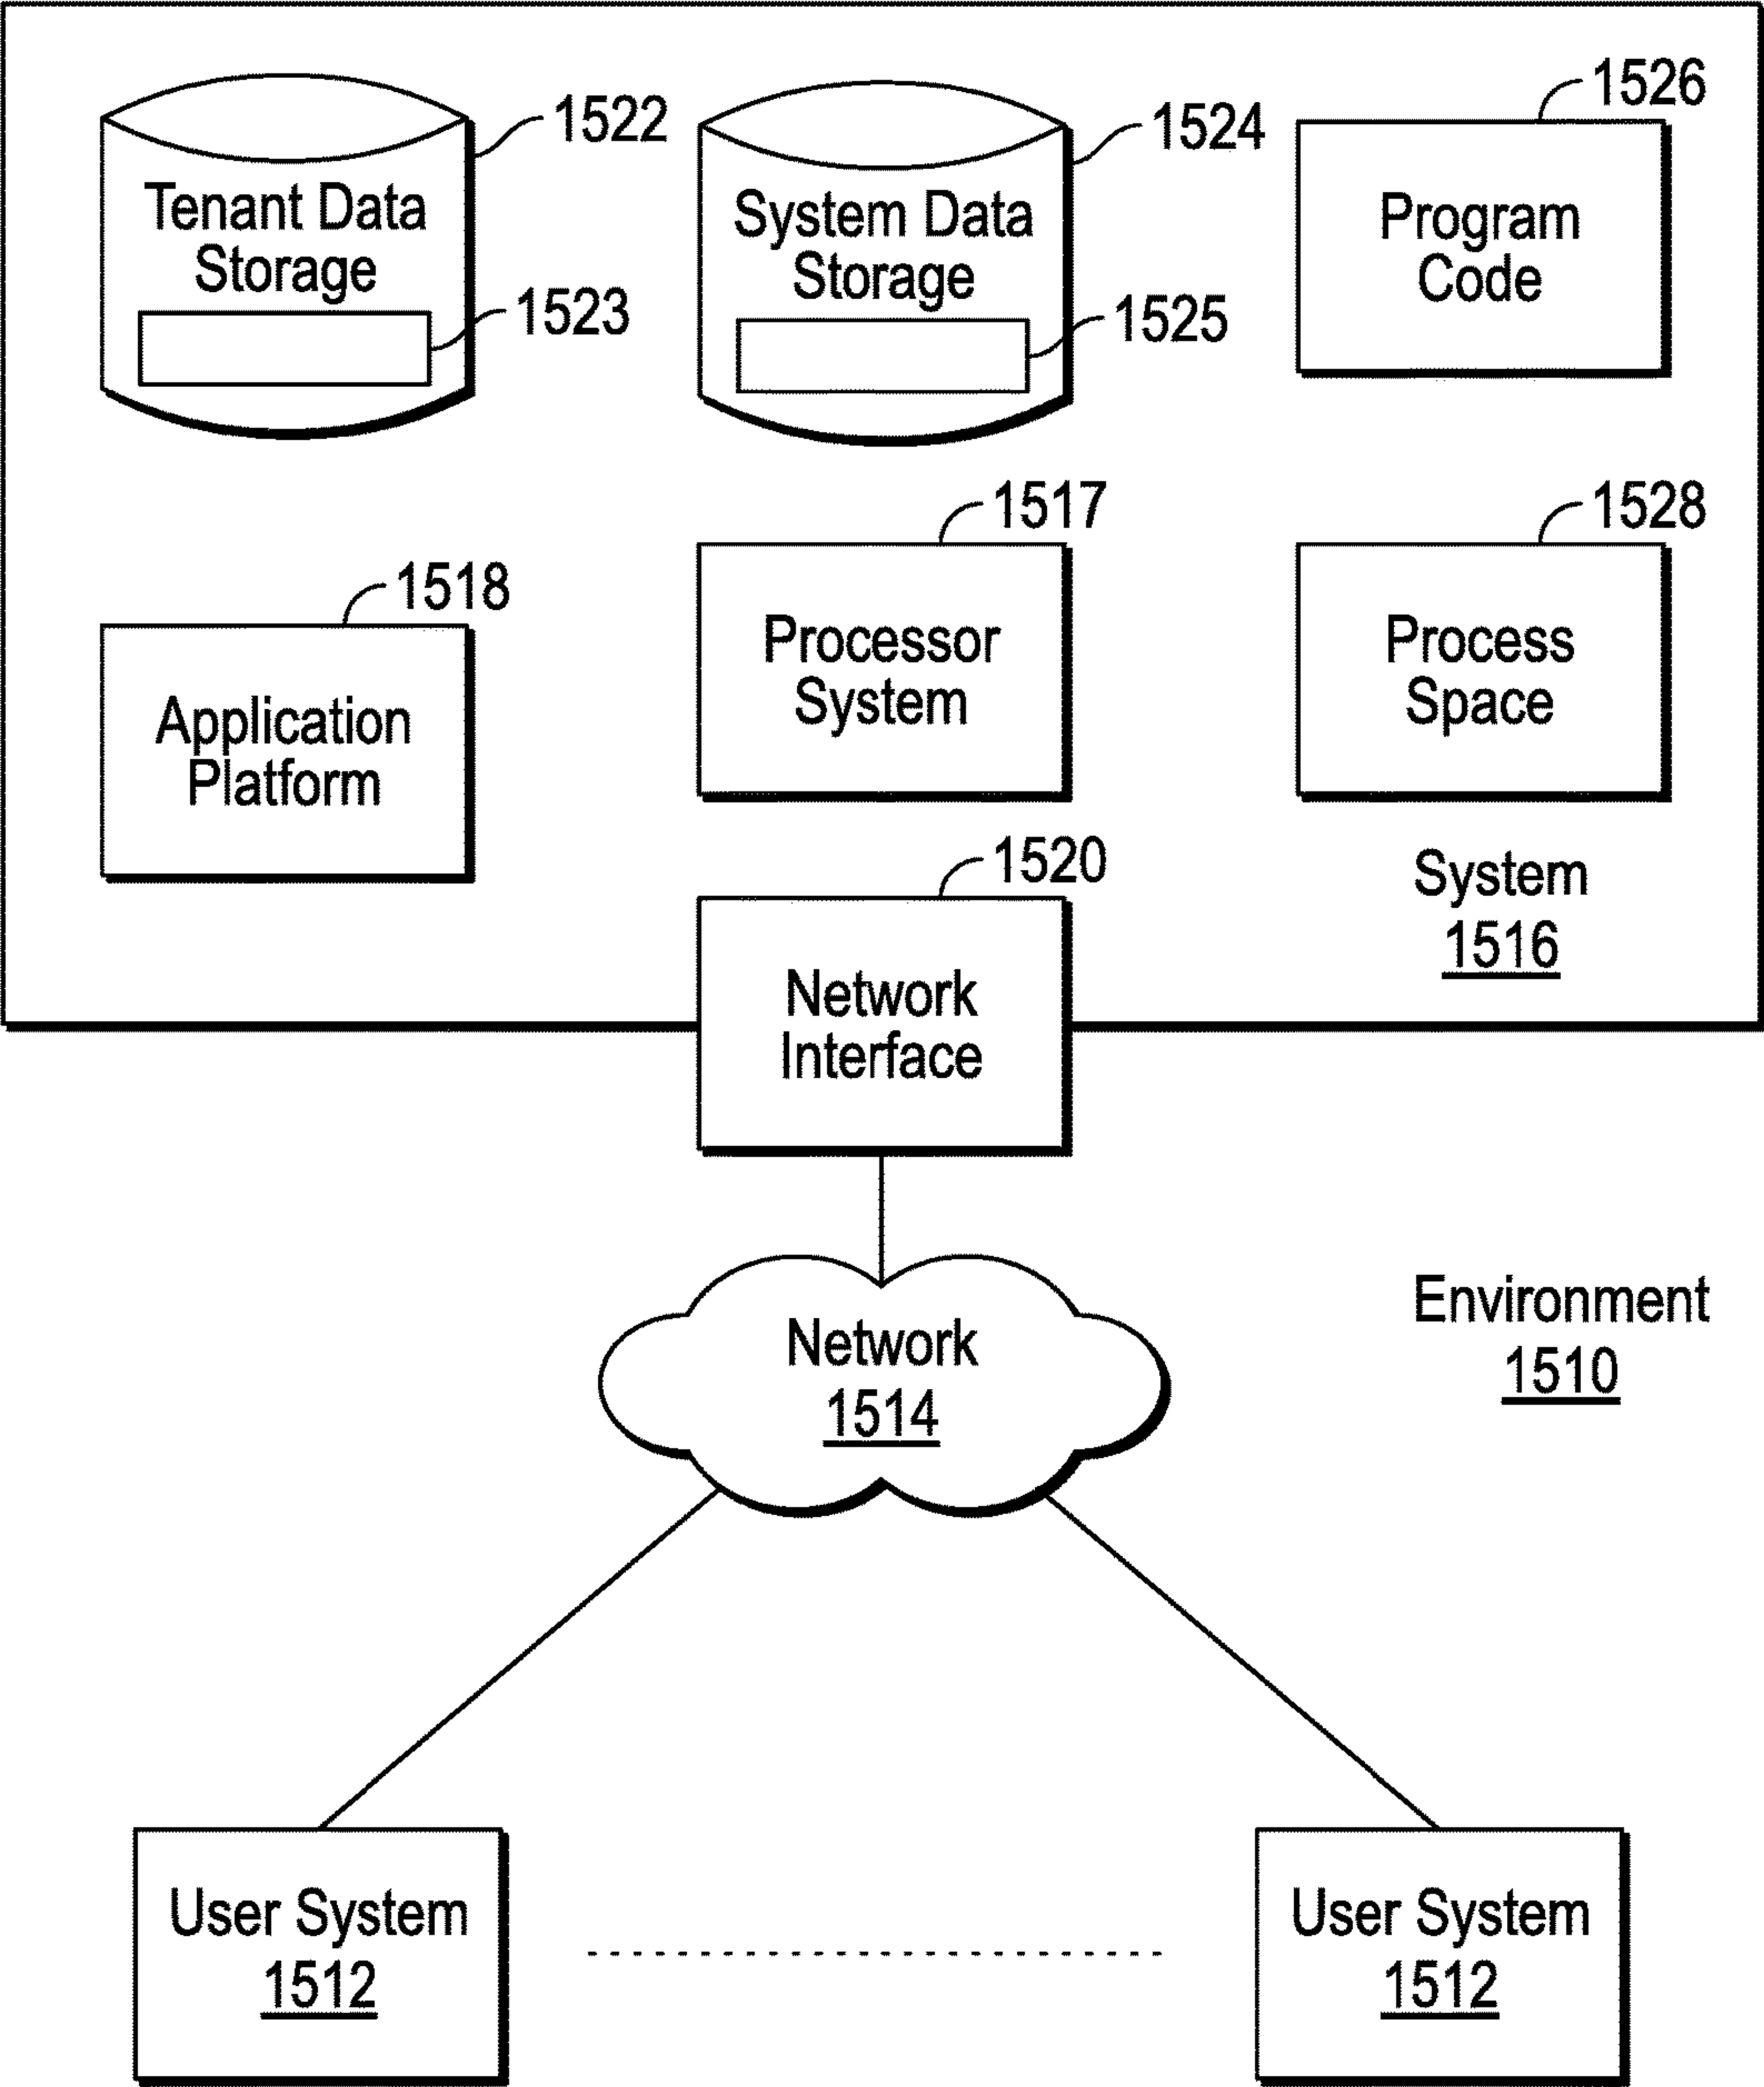 1526
1522
1524
Tenant Data
Storage
System Data
Storage
Program
Code
1523
1525
1517
1528
1518
Processor
System
Process
Space
Application
Platform
1520
System
1516
Network
Interface
Environment
1510
Network
1514
User System
1512
User System
1512